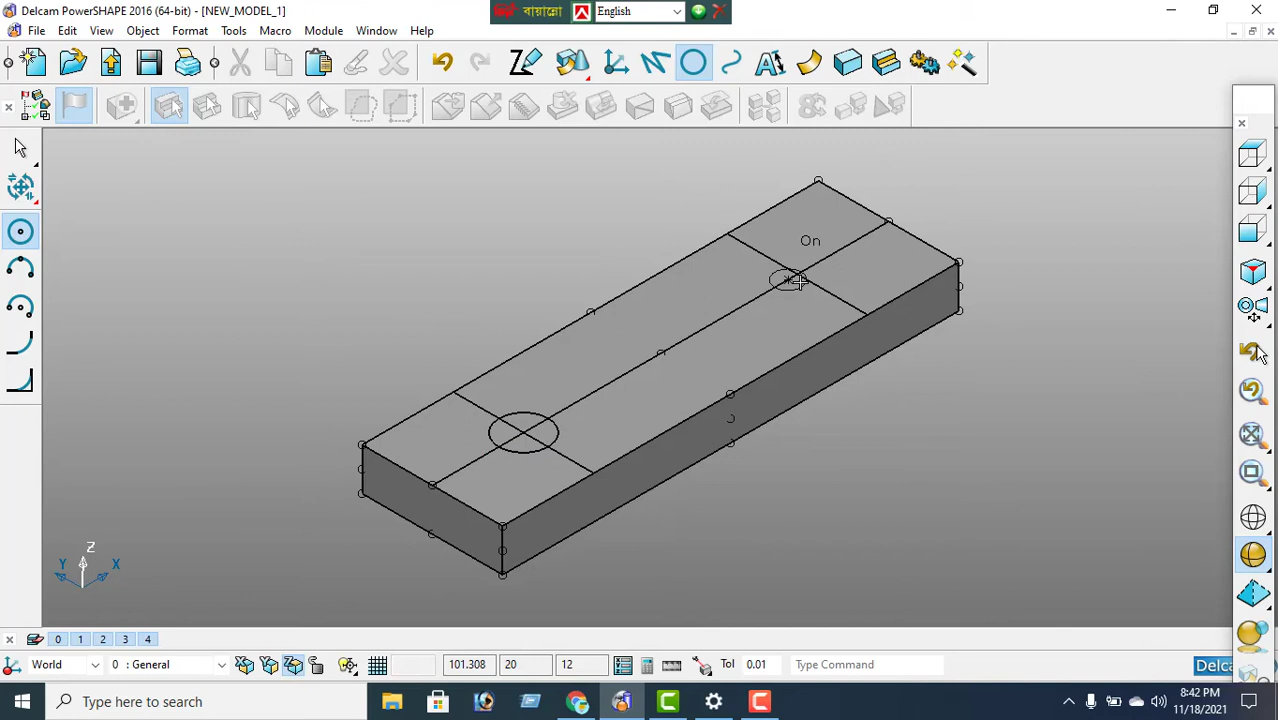 Delcam PowerSHAPE 2016 (64-bit) - [NEW_MODEL_1]
বায়ান্নো
English
File Edit View Object Format Tools Macro Module Window Help
On
Z
Y
X
0 1 2 3 4
World
0 : General
101.308
20
12
Tol
0.01
Type Command
Delca
Type here to search
8:42 PM
11/18/2021